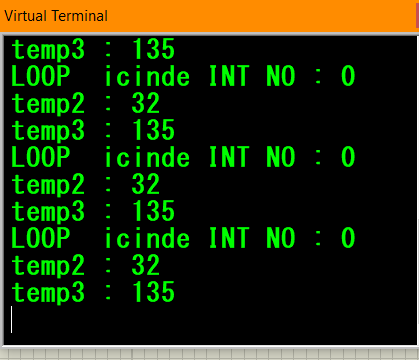 Virtual Terminal
temp3 : 135
LOOP  icinde INT NO : 0
temp2 : 32
temp3 : 135
LOOP  icinde INT NO : 0
temp2 : 32
temp3 : 135
LOOP  icinde INT NO : 0
temp2 : 32
temp3 : 135